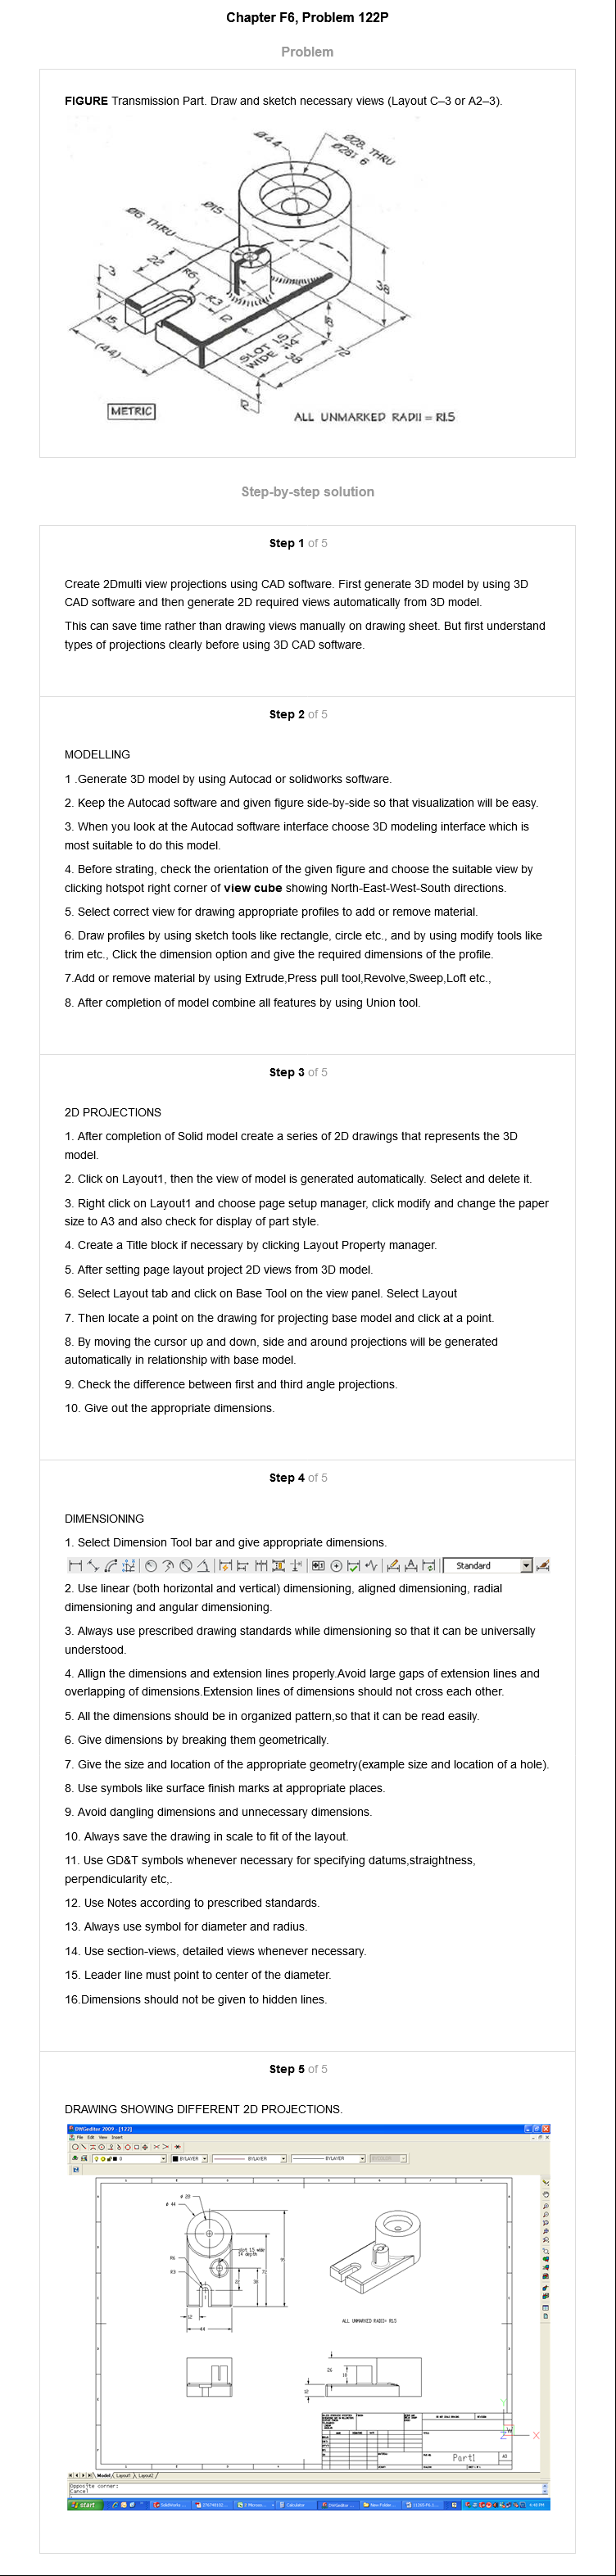 Chapter F6, Problem 122P
Problem
FIGURE Transmission Part. Draw and sketch necessary views (Layout C–3 or A2–3).
Ø44
Ø28 THRU
Ø15
Ø6 THRU
22
R6
3
R3
12
38
15
(44)
SLOT 1.5
WIDE
38
18
72
12
METRIC
ALL UNMARKED RADII = R1.5
Step-by-step solution
Step 1 of 5
Create 2Dmulti view projections using CAD software. First generate 3D model by using 3D
CAD software and then generate 2D required views automatically from 3D model.
This can save time rather than drawing views manually on drawing sheet. But first understand
types of projections clearly before using 3D CAD software.
Step 2 of 5
MODELLING
1 .Generate 3D model by using Autocad or solidworks software.
2. Keep the Autocad software and given figure side-by-side so that visualization will be easy.
3. When you look at the Autocad software interface choose 3D modeling interface which is
most suitable to do this model.
4. Before strating, check the orientation of the given figure and choose the suitable view by
clicking hotspot right corner of view cube showing North-East-West-South directions.
5. Select correct view for drawing appropriate profiles to add or remove material.
6. Draw profiles by using sketch tools like rectangle, circle etc., and by using modify tools like
trim etc., Click the dimension option and give the required dimensions of the profile.
7.Add or remove material by using Extrude,Press pull tool,Revolve,Sweep,Loft etc.,
8. After completion of model combine all features by using Union tool.
Step 3 of 5
2D PROJECTIONS
1. After completion of Solid model create a series of 2D drawings that represents the 3D
model.
2. Click on Layout1, then the view of model is generated automatically. Select and delete it.
3. Right click on Layout1 and choose page setup manager, click modify and change the paper
size to A3 and also check for display of part style.
4. Create a Title block if necessary by clicking Layout Property manager.
5. After setting page layout project 2D views from 3D model.
6. Select Layout tab and click on Base Tool on the view panel. Select Layout
7. Then locate a point on the drawing for projecting base model and click at a point.
8. By moving the cursor up and down, side and around projections will be generated
automatically in relationship with base model.
9. Check the difference between first and third angle projections.
10. Give out the appropriate dimensions.
Step 4 of 5
DIMENSIONING
1. Select Dimension Tool bar and give appropriate dimensions.
Standard
2. Use linear (both horizontal and vertical) dimensioning, aligned dimensioning, radial
dimensioning and angular dimensioning.
3. Always use prescribed drawing standards while dimensioning so that it can be universally
understood.
4. Allign the dimensions and extension lines properly.Avoid large gaps of extension lines and
overlapping of dimensions.Extension lines of dimensions should not cross each other.
5. All the dimensions should be in organized pattern,so that it can be read easily.
6. Give dimensions by breaking them geometrically.
7. Give the size and location of the appropriate geometry(example size and location of a hole).
8. Use symbols like surface finish marks at appropriate places.
9. Avoid dangling dimensions and unnecessary dimensions.
10. Always save the drawing in scale to fit of the layout.
11. Use GD&T symbols whenever necessary for specifying datums,straightness,
perpendicularity etc,.
12. Use Notes according to prescribed standards.
13. Always use symbol for diameter and radius.
14. Use section-views, detailed views whenever necessary.
15. Leader line must point to center of the diameter.
16.Dimensions should not be given to hidden lines.
Step 5 of 5
DRAWING SHOWING DIFFERENT 2D PROJECTIONS.
DWGeditor 2009 - [122]
File Edit View Insert
BYLAYER
BYLAYER
BYLAYER
ø 28
ø 44
slot 1.5 wide
14 depth
R6
R3
12
44
ALL UNMARKED RADII= R1.5
26
18
12
Part1
A3
Y
Z
X
Model Layout1 Layout2
Opposite corner:
Cancel
start
SolidWorks ...
Calculator
DWGeditor ...
New Folder...
4:40 PM